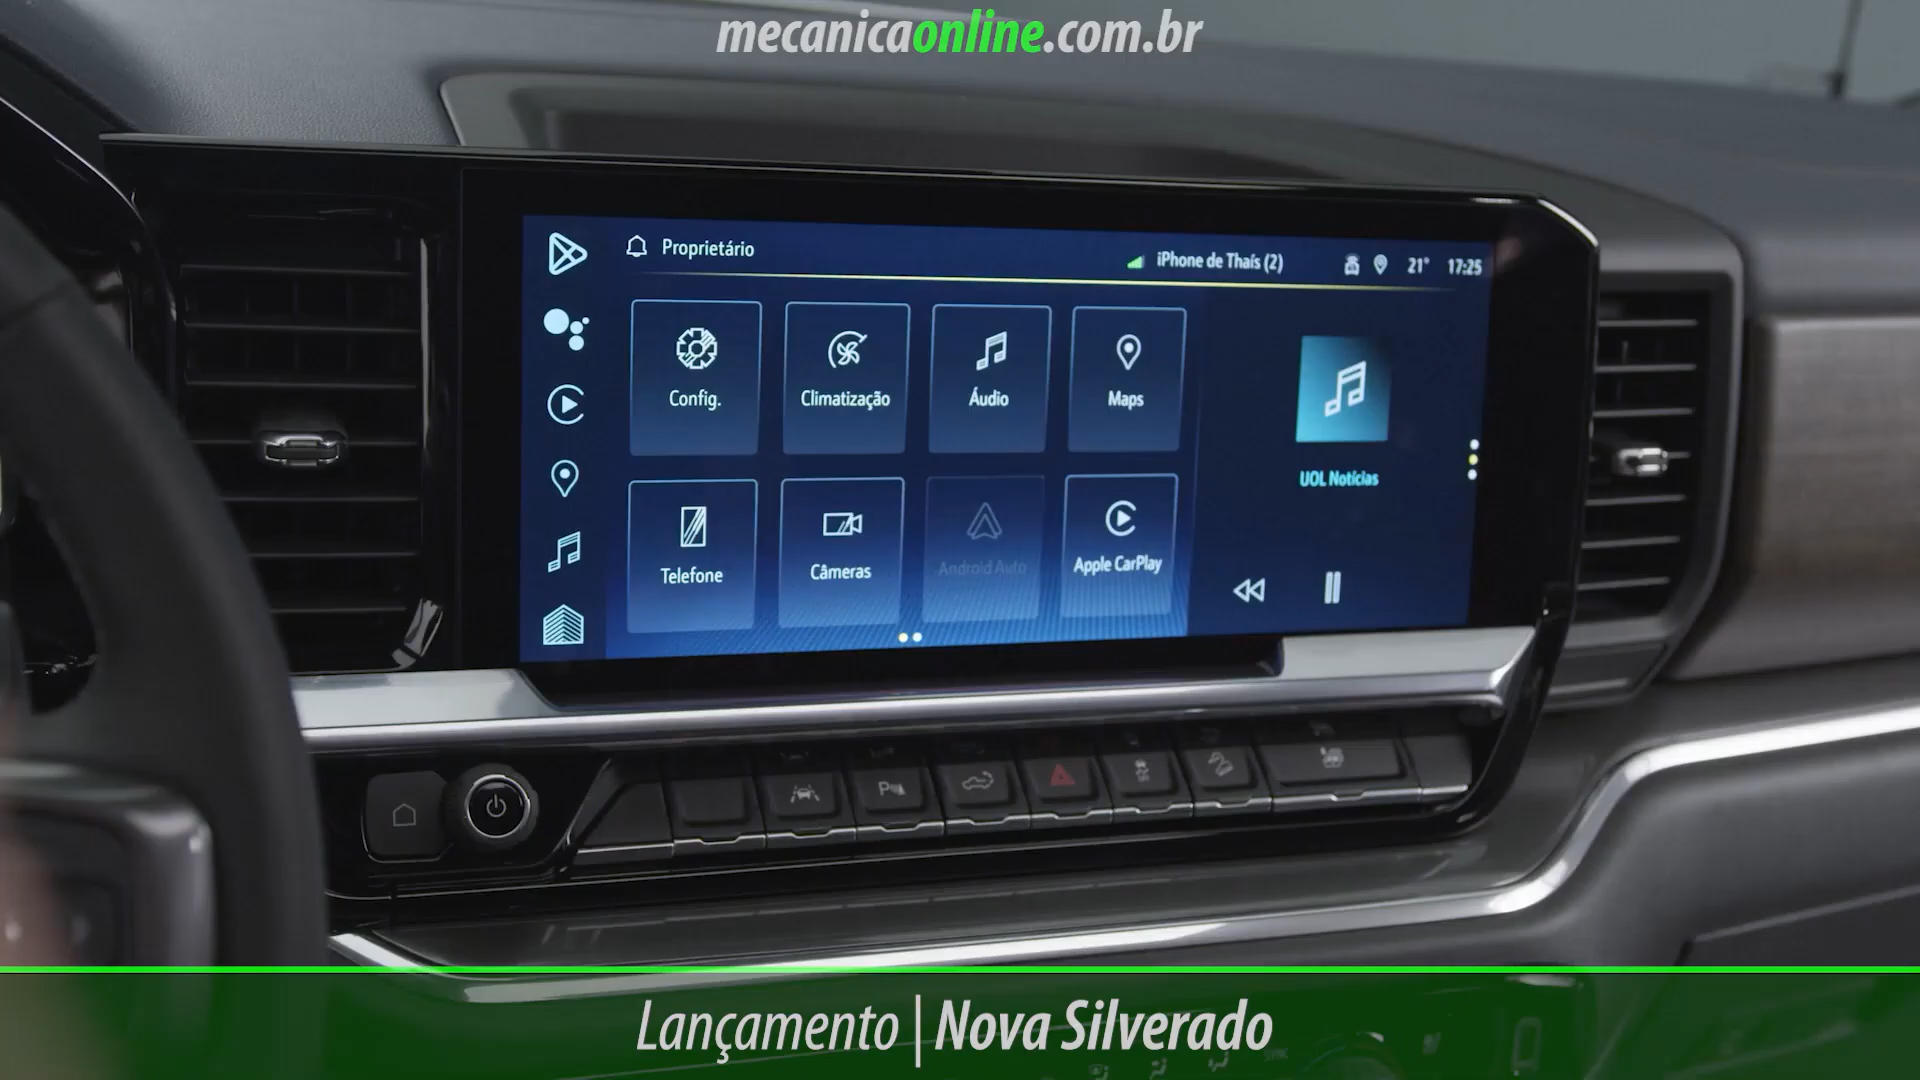 mecanicaonline.com.br
Proprietário
iPhone de Thaís (2)
21° 17:25
Config.
Climatização
Áudio
Maps
UOL Notícias
Telefone
Câmeras
Android Auto
Apple CarPlay
P
Lançamento | Nova Silverado